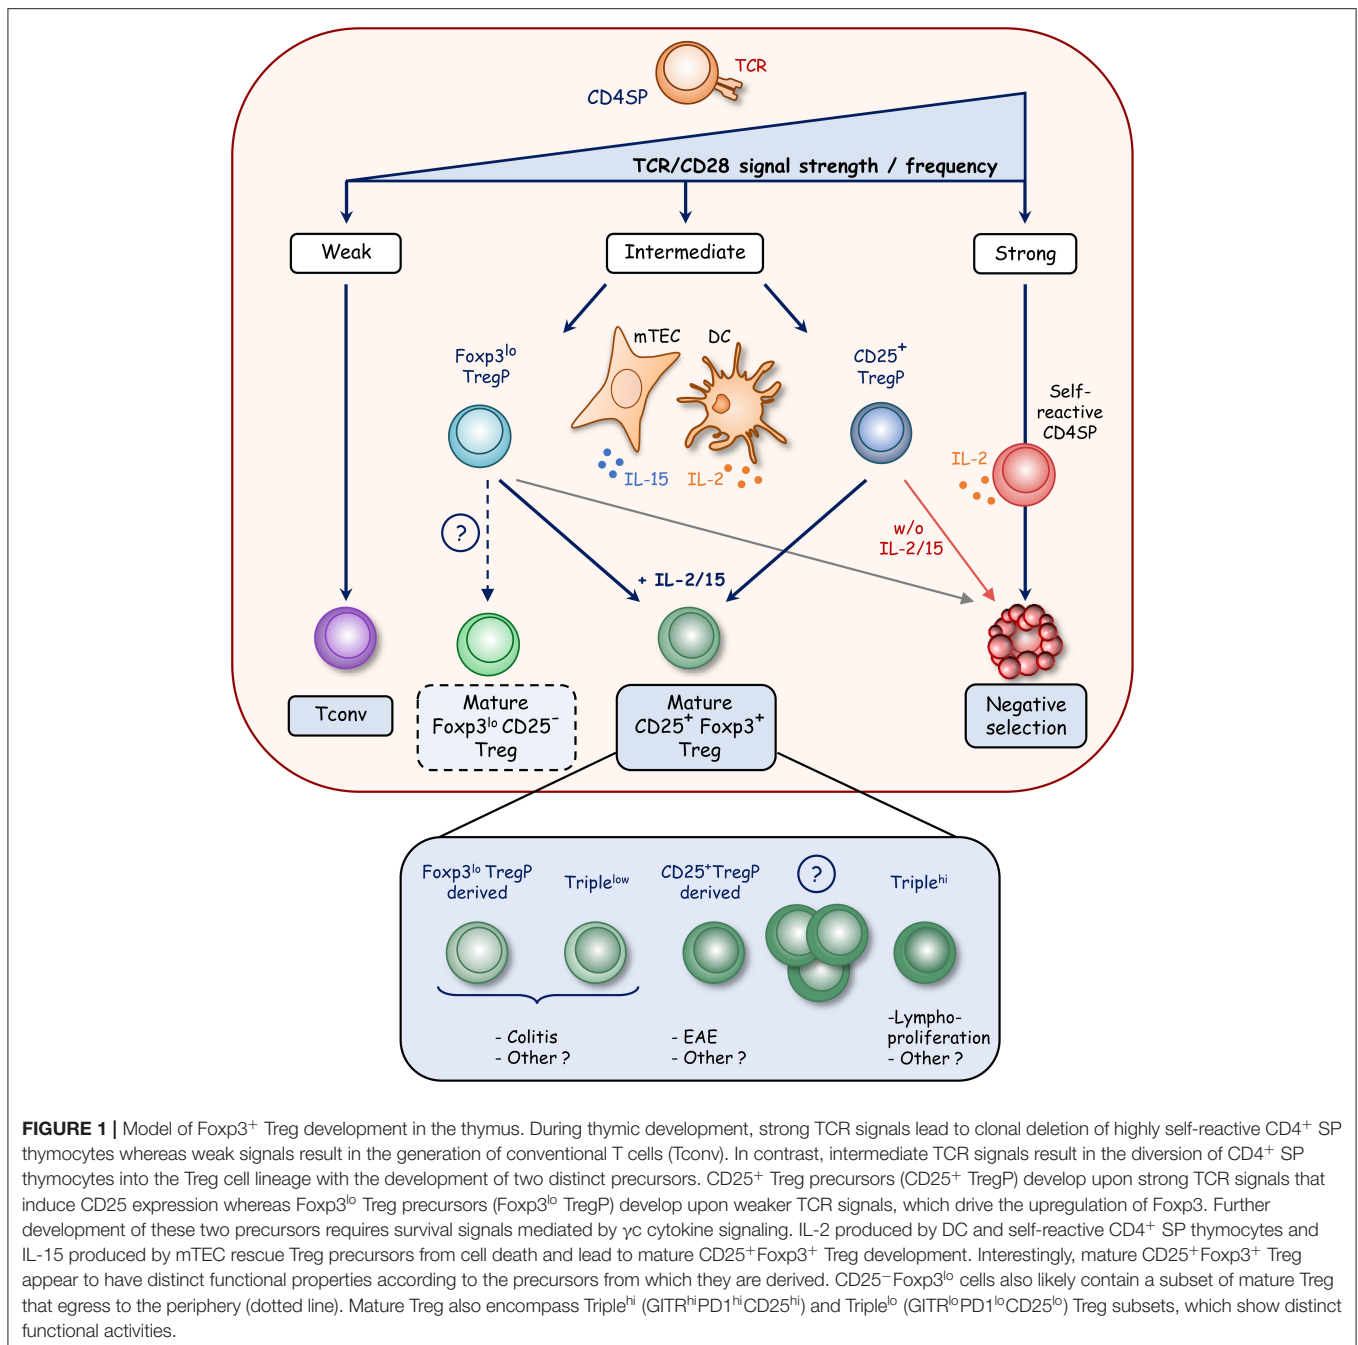 TCR
CD4SP
TCR/CD28 signal strength / frequency
Weak
Intermediate
Strong
mTEC
DC
Foxp3ˡᵒ
TregP
CD25⁺
TregP
Self-
reactive
CD4SP
IL-15
IL-2
IL-2
?
w/o
IL-2/15
+ IL-2/15
Tconv
Mature
Foxp3ˡᵒ CD25⁻
Treg
Mature
CD25⁺ Foxp3⁺
Treg
Negative
selection
Foxp3ˡᵒ TregP
derived
Tripleˡᵒʷ
CD25⁺TregP
derived
?
Tripleʰⁱ
- Colitis
- Other ?
- EAE
- Other ?
-Lympho-
proliferation
- Other ?
FIGURE 1 | Model of Foxp3⁺ Treg development in the thymus. During thymic development, strong TCR signals lead to clonal deletion of highly self-reactive CD4⁺ SP
thymocytes whereas weak signals result in the generation of conventional T cells (Tconv). In contrast, intermediate TCR signals result in the diversion of CD4⁺ SP
thymocytes into the Treg cell lineage with the development of two distinct precursors. CD25⁺ Treg precursors (CD25⁺ TregP) develop upon strong TCR signals that
induce CD25 expression whereas Foxp3ˡᵒ Treg precursors (Foxp3ˡᵒ TregP) develop upon weaker TCR signals, which drive the upregulation of Foxp3. Further
development of these two precursors requires survival signals mediated by γc cytokine signaling. IL-2 produced by DC and self-reactive CD4⁺ SP thymocytes and
IL-15 produced by mTEC rescue Treg precursors from cell death and lead to mature CD25⁺Foxp3⁺ Treg development. Interestingly, mature CD25⁺Foxp3⁺ Treg
appear to have distinct functional properties according to the precursors from which they are derived. CD25⁻Foxp3ˡᵒ cells also likely contain a subset of mature Treg
that egress to the periphery (dotted line). Mature Treg also encompass Tripleʰⁱ (GITRʰⁱPD1ʰⁱCD25ʰⁱ) and Tripleˡᵒ (GITRˡᵒPD1ˡᵒCD25ˡᵒ) Treg subsets, which show distinct
functional activities.